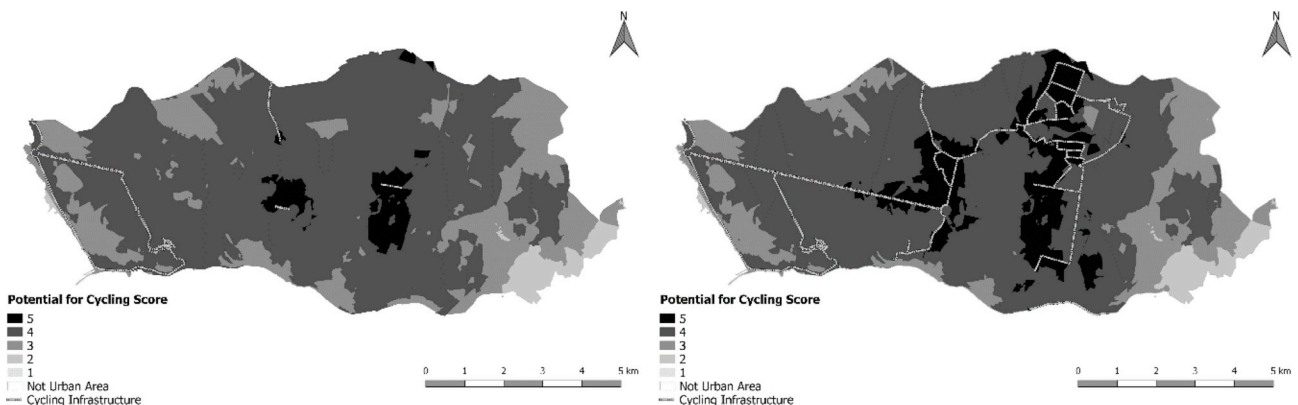 N
Potential for Cycling Score
5
4
3
2
1
Not Urban Area
Cycling Infrastructure
0 1 2 3 4 5 km
N
Potential for Cycling Score
5
4
3
2
1
Not Urban Area
Cycling Infrastructure
0 1 2 3 4 5 km